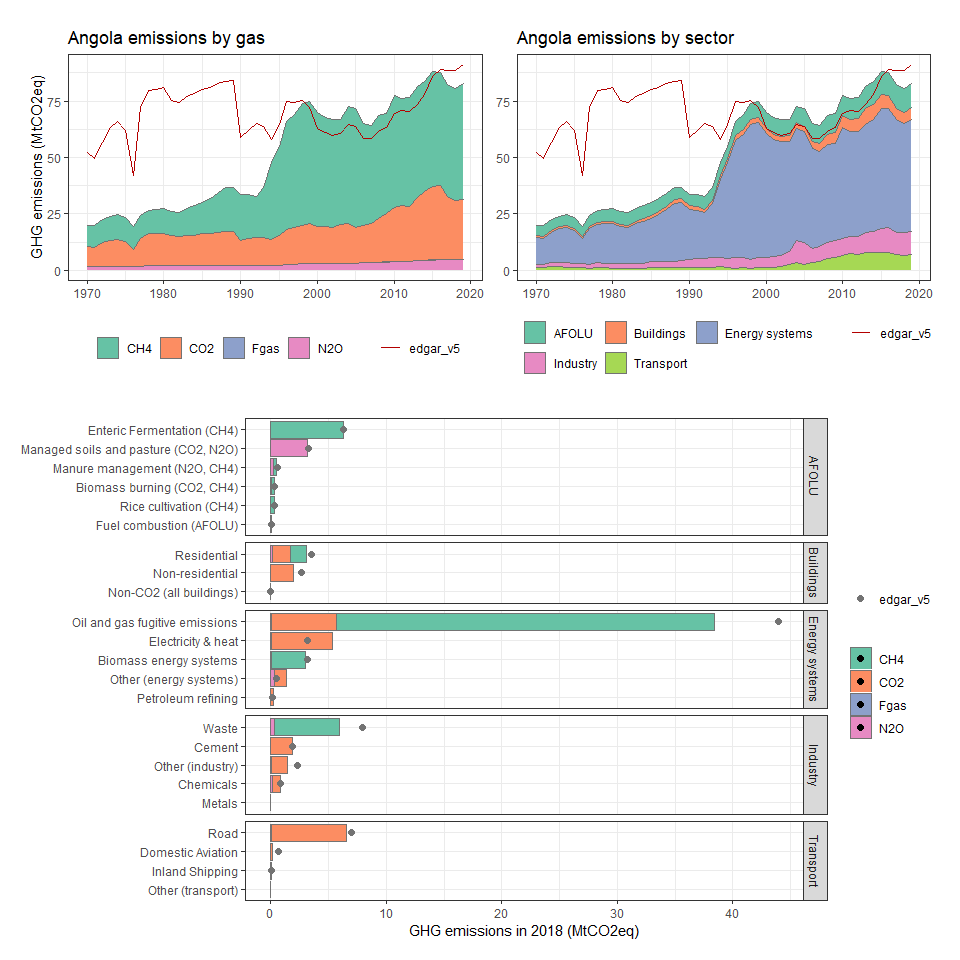 Angola emissions by gas
Angola emissions by sector
GHG emissions (MtCO2eq)
75
50
25
0
1970
1980
1990
2000
2010
2020
75
50
25
0
1970
1980
1990
2000
2010
2020
CH4
CO2
Fgas
N2O
edgar_v5
AFOLU
Buildings
Energy systems
edgar_v5
Industry
Transport
Enteric Fermentation (CH4)
Managed soils and pasture (CO2, N2O)
Manure management (N2O, CH4)
Biomass burning (CO2, CH4)
Rice cultivation (CH4)
Fuel combustion (AFOLU)
AFOLU
Residential
Non-residential
Non-CO2 (all buildings)
Buildings
Oil and gas fugitive emissions
Electricity & heat
Biomass energy systems
Other (energy systems)
Petroleum refining
Energy systems
Waste
Cement
Other (industry)
Chemicals
Metals
Industry
Road
Domestic Aviation
Inland Shipping
Other (transport)
Transport
0
10
20
30
40
GHG emissions in 2018 (MtCO2eq)
edgar_v5
CH4
CO2
Fgas
N2O